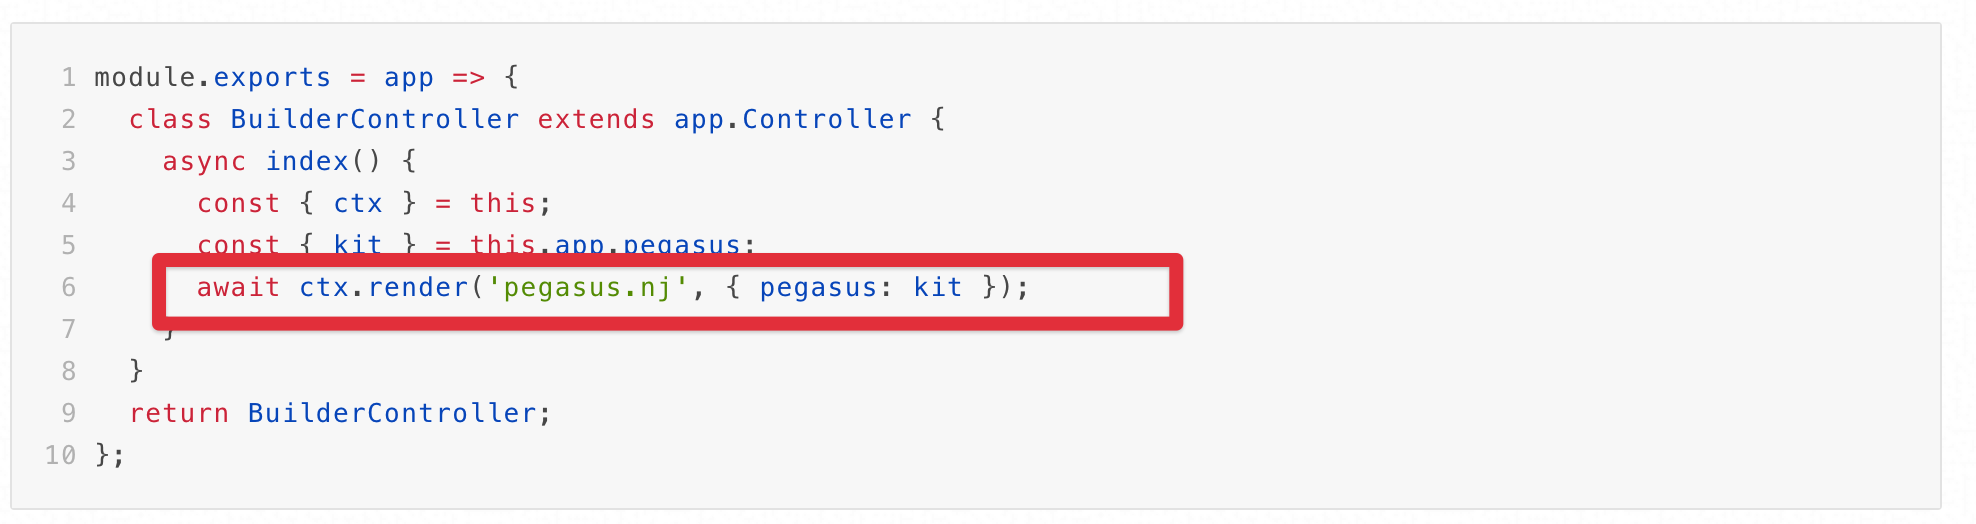 1 module.exports = app => {
2 class BuilderController extends app.Controller {
3 async index() {
4 const { ctx } = this;
5 const { kit } = this.app.pegasus;
6 await ctx.render('pegasus.nj', { pegasus: kit });
7 }
8 }
9 return BuilderController;
10 };